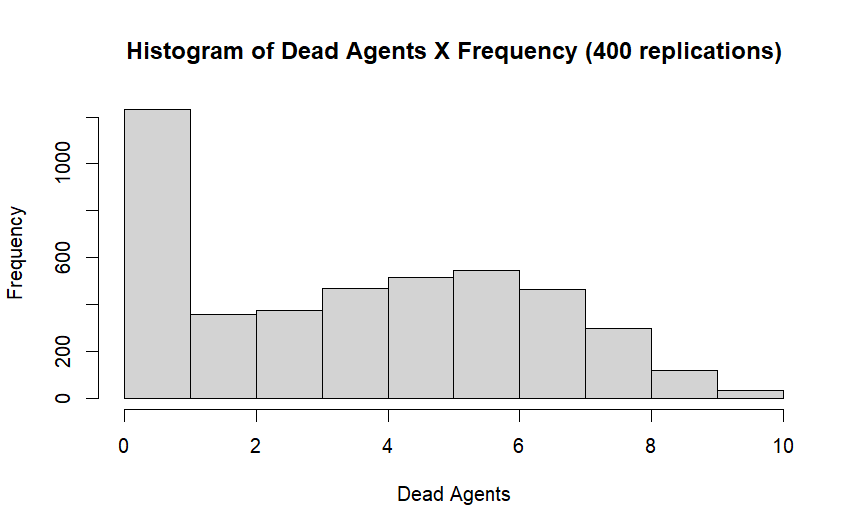 Histogram of Dead Agents X Frequency (400 replications)
Frequency
1000
600
200
0
0 2 4 6 8 10
Dead Agents